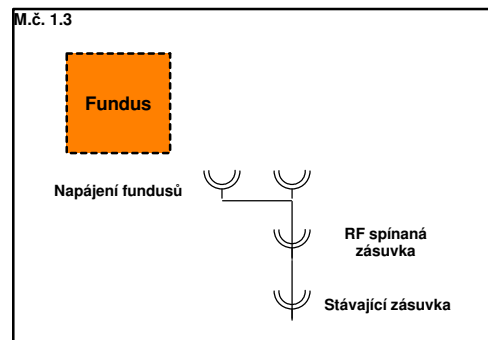 M.č. 1.3
Fundus
Napájení fundusů
RF spínaná
zásuvka
Stávající zásuvka